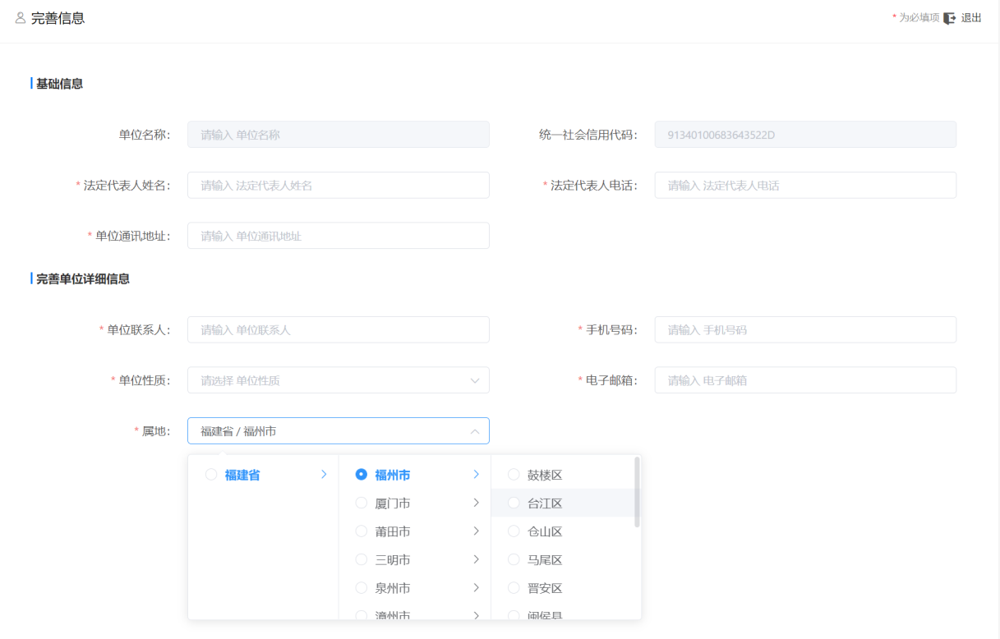 完善信息
* 为必填项 退出
基础信息
单位名称: 请输入 单位名称 统一社会信用代码: 91340100683643522D
* 法定代表人姓名: 请输入 法定代表人姓名 * 法定代表人电话: 请输入 法定代表人电话
* 单位通讯地址: 请输入 单位通讯地址
完善单位详细信息
* 单位联系人: 请输入 单位联系人 * 手机号码: 请输入 手机号码
* 单位性质: 请选择 单位性质 * 电子邮箱: 请输入 电子邮箱
* 属地: 福建省 / 福州市
福建省 福州市 鼓楼区
厦门市 台江区
莆田市 仓山区
三明市 马尾区
泉州市 晋安区
漳州市 闽侯县